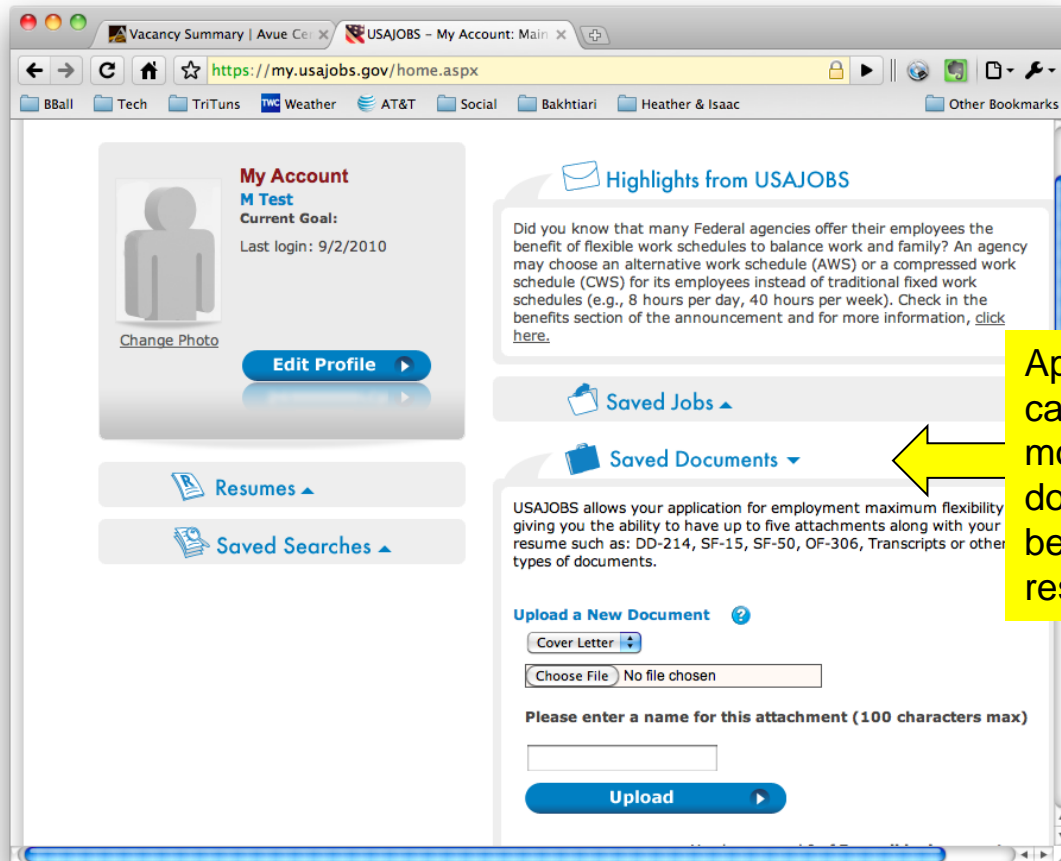 Vacancy Summary | Avue Cer
USAJOBS – My Account: Main
https://my.usajobs.gov/home.aspx
BBall Tech TriTuns TWC Weather AT&T Social Bakhtiari Heather & Isaac Other Bookmarks
My Account
M Test
Current Goal:
Last login: 9/2/2010
Change Photo
Edit Profile
Resumes
Saved Searches
Highlights from USAJOBS
Did you know that many Federal agencies offer their employees the
benefit of flexible work schedules to balance work and family? An agency
may choose an alternative work schedule (AWS) or a compressed work
schedule (CWS) for its employees instead of traditional fixed work
schedules (e.g., 8 hours per day, 40 hours per week). Check in the
benefits section of the announcement and for more information, click
here.
Saved Jobs
Saved Documents
USAJOBS allows your application for employment maximum flexibility
giving you the ability to have up to five attachments along with your
resume such as: DD-214, SF-15, SF-50, OF-306, Transcripts or other
types of documents.
Upload a New Document ?
Cover Letter
Choose File No file chosen
Please enter a name for this attachment (100 characters max)
Upload
Ap
ca
mo
do
be
res